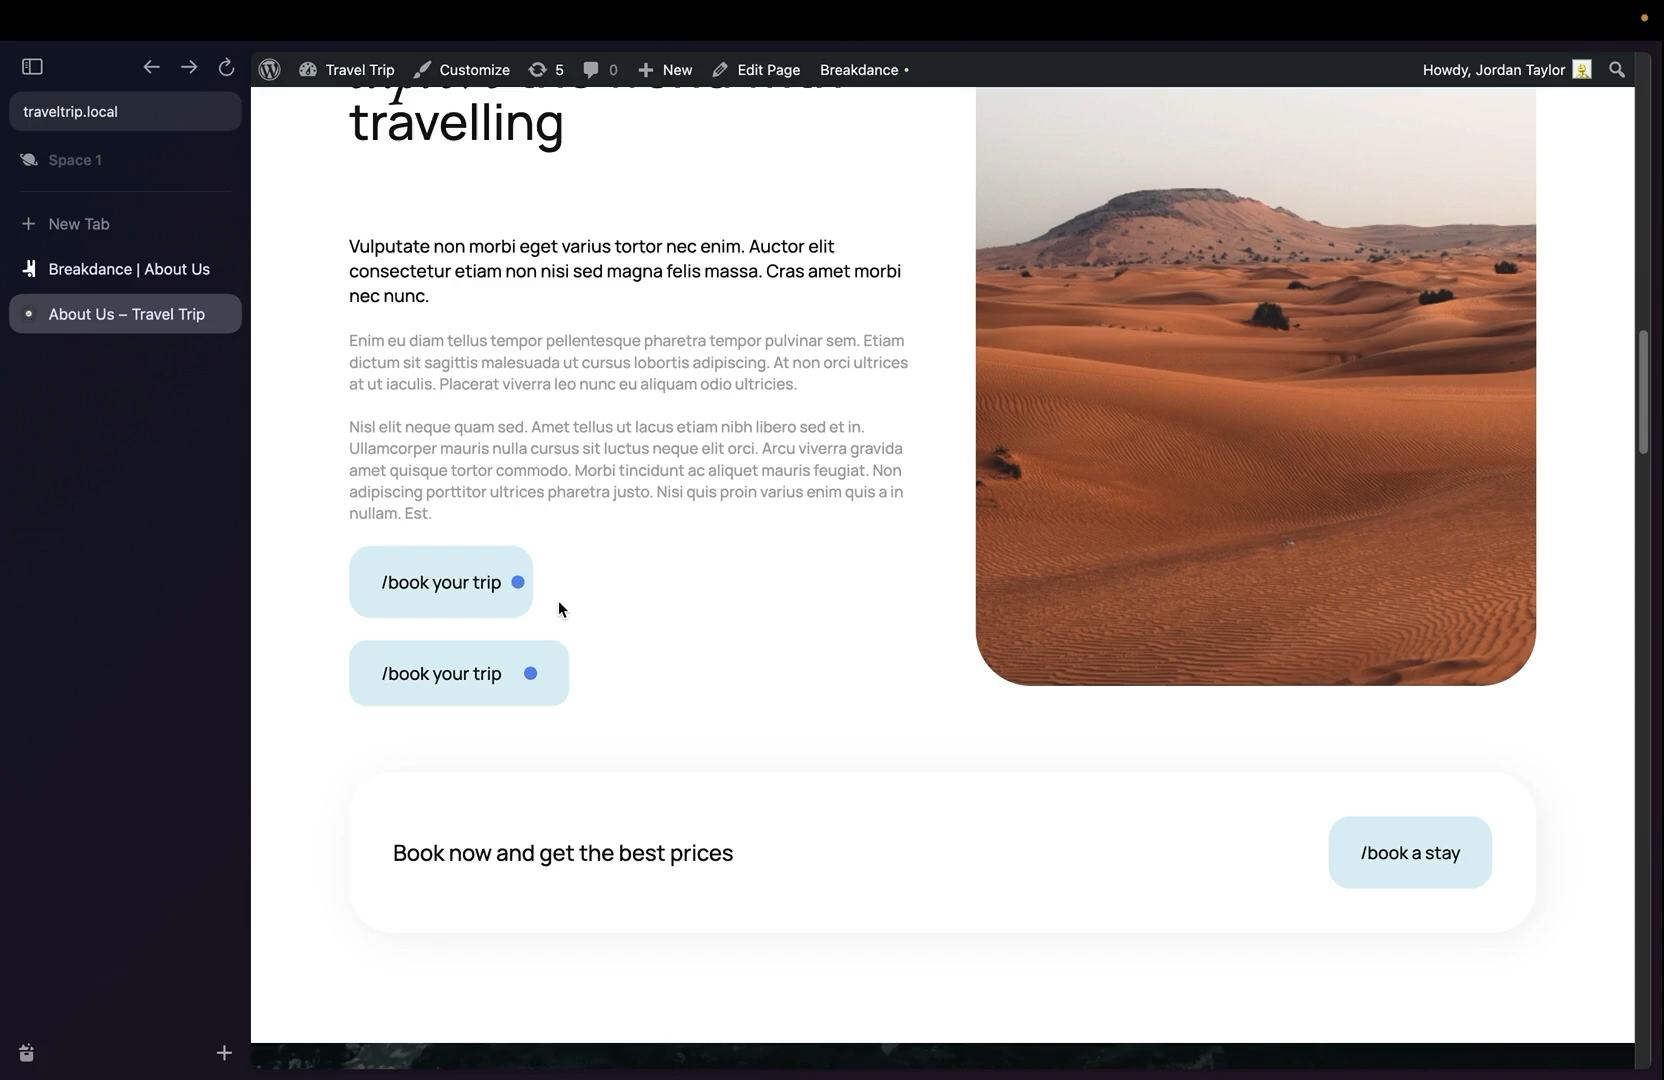 Travel Trip
Customize
5
0
New
Edit Page
Breakdance
Howdy, Jordan Taylor
traveltrip.local
Space 1
New Tab
Breakdance | About Us
About Us – Travel Trip
travelling
Vulputate non morbi eget varius tortor nec enim. Auctor elit
consectetur etiam non nisi sed magna felis massa. Cras amet morbi
nec nunc.
Enim eu diam tellus tempor pellentesque pharetra tempor pulvinar sem. Etiam
dictum sit sagittis malesuada ut cursus lobortis adipiscing. At non orci ultrices
at ut iaculis. Placerat viverra leo nunc eu aliquam odio ultricies.
Nisl elit neque quam sed. Amet tellus ut lacus etiam nibh libero sed et in.
Ullamcorper mauris nulla cursus sit luctus neque elit orci. Arcu viverra gravida
amet quisque tortor commodo. Morbi tincidunt ac aliquet mauris feugiat. Non
adipiscing porttitor ultrices pharetra justo. Nisi quis proin varius enim quis a in
nullam. Est.
/book your trip
/book your trip
Book now and get the best prices
/book a stay